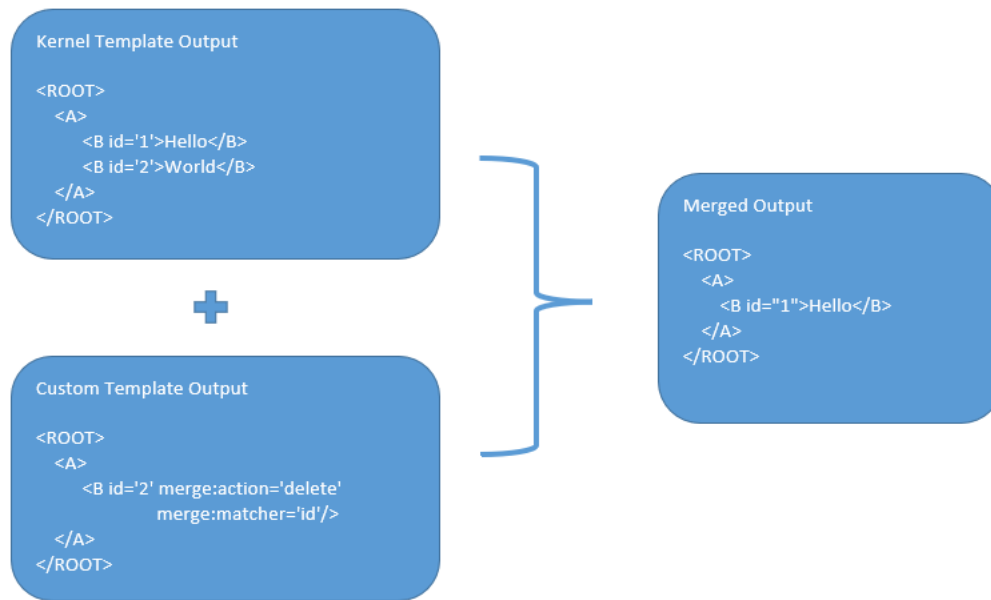 Kernel Template Output
<ROOT>
<A>
<B id='1'>Hello</B>
<B id='2'>World</B>
</A>
</ROOT>
Custom Template Output
<ROOT>
<A>
<B id='2' merge:action='delete'
merge:matcher='id'/>
</A>
</ROOT>
Merged Output
<ROOT>
<A>
<B id="1">Hello</B>
</A>
</ROOT>